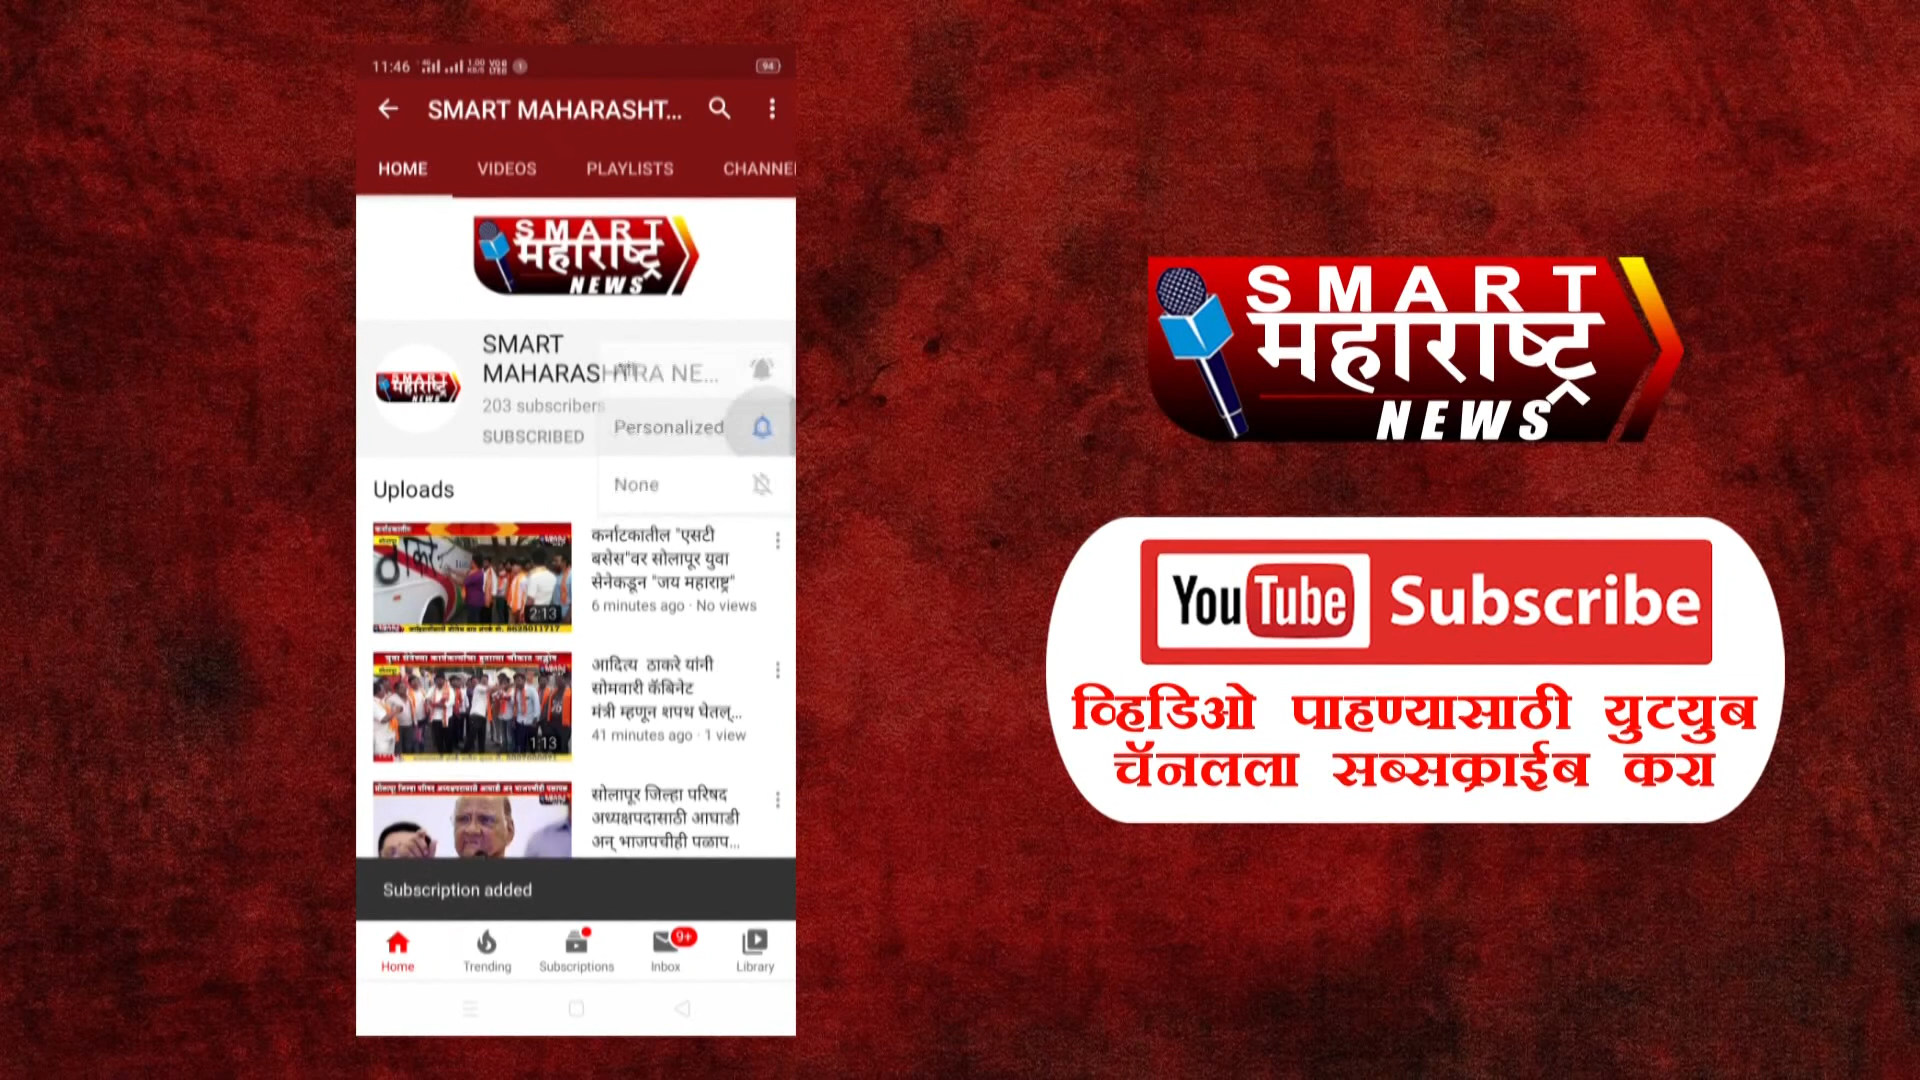 11:46
94
SMART MAHARASHT...
HOME VIDEOS PLAYLISTS CHANNEL
SMART
महाराष्ट्र
NEWS
SMART
MAHARASHTRA NE...
203 subscribers
SUBSCRIBED
Personalized
None
Uploads
कर्नाटकातील "एसटी
बसेस"वर सोलापूर युवा
सेनेकडून "जय महाराष्ट्र"
6 minutes ago · No views
2:13
आदित्य ठाकरे यांनी
सोमवारी कॅबिनेट
मंत्री म्हणून शपथ घेतल्...
41 minutes ago · 1 view
1:13
सोलापूर जिल्हा परिषद
अध्यक्षपदासाठी आघाडी
अन् भाजपचीही पळाप...
Subscription added
9+
Home Trending Subscriptions Inbox Library
SMART
महाराष्ट्र
NEWS
YouTube Subscribe
व्हिडिओ पाहण्यासाठी युटयुब
चॅनलला सब्सक्राईब करा